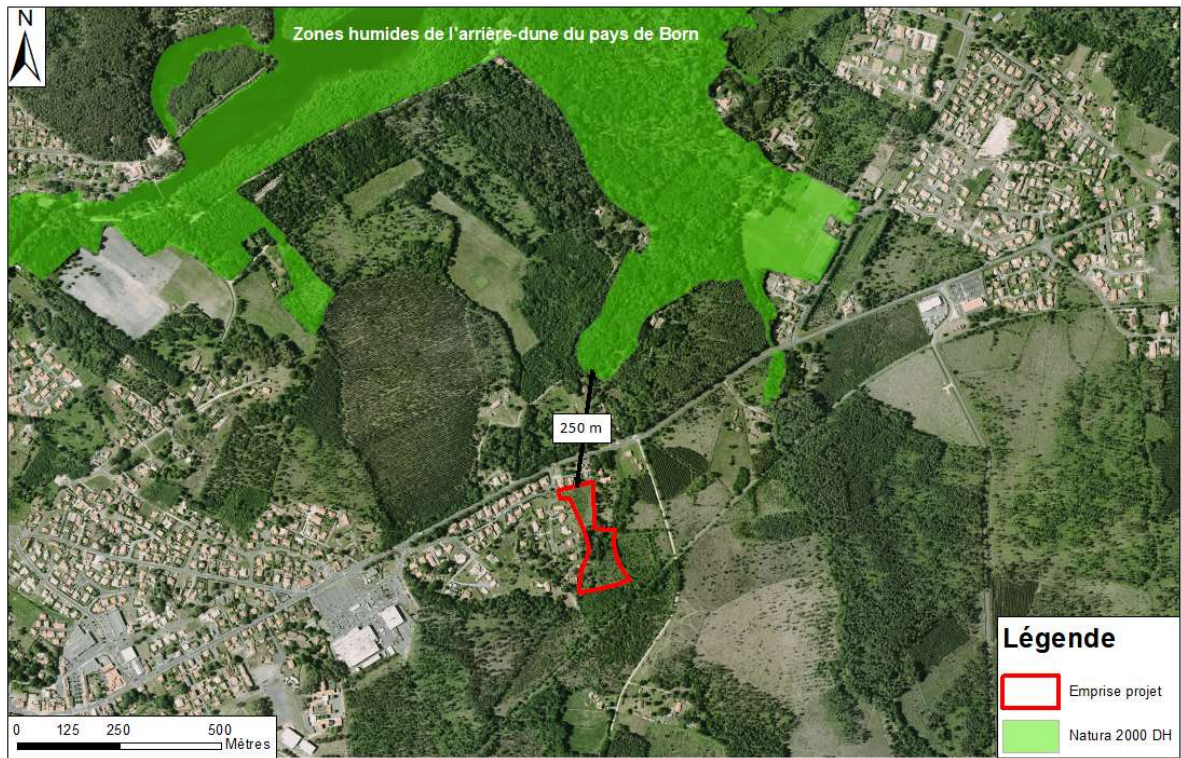 N
Zones humides de l'arrière-dune du pays de Born
250 m
Légende
Emprise projet
Natura 2000 DH
0 125 250 500
Mètres